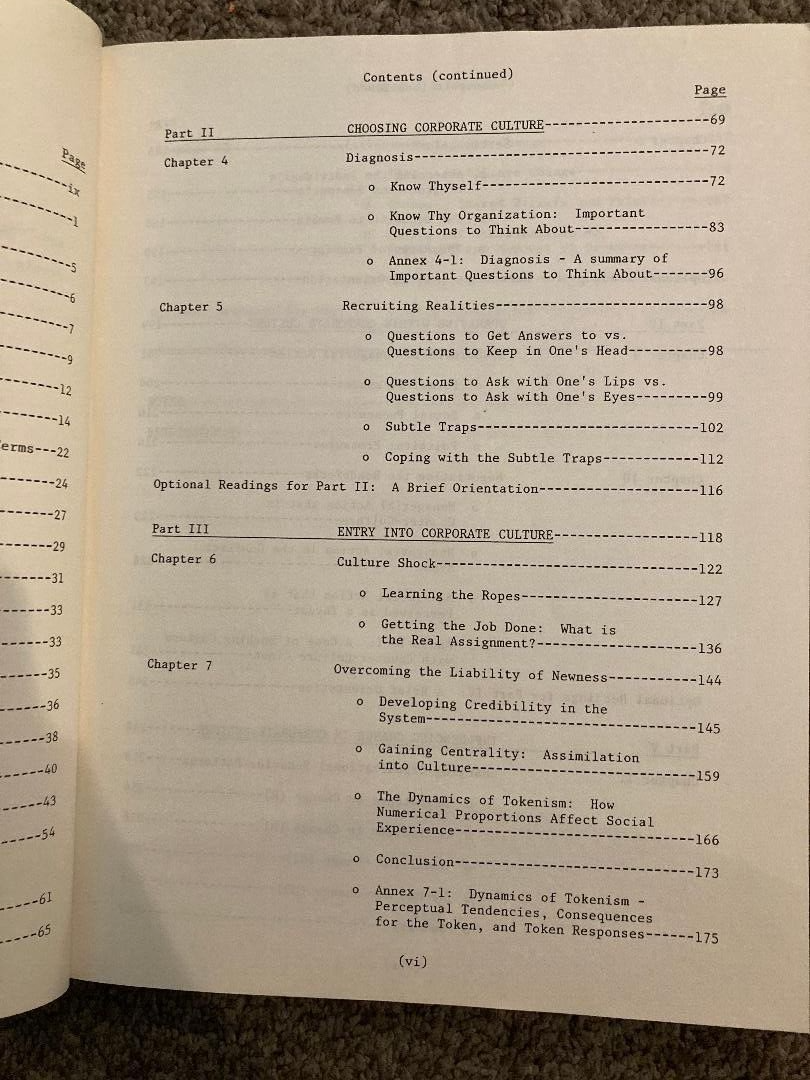 Page
ix
1
5
6
7
9
12
14
erms---22
24
27
29
31
33
33
35
36
38
40
43
54
61
65
Contents (continued)
Page
Part II CHOOSING CORPORATE CULTURE---69
Chapter 4 Diagnosis---72
o Know Thyself---72
o Know Thy Organization: Important
Questions to Think About---83
o Annex 4-1: Diagnosis - A summary of
Important Questions to Think About---96
Chapter 5 Recruiting Realities---98
o Questions to Get Answers to vs.
Questions to Keep in One's Head---98
o Questions to Ask with One's Lips vs.
Questions to Ask with One's Eyes---99
o Subtle Traps---102
o Coping with the Subtle Traps---112
Optional Readings for Part II: A Brief Orientation---116
Part III ENTRY INTO CORPORATE CULTURE---118
Chapter 6 Culture Shock---122
o Learning the Ropes---127
o Getting the Job Done: What is
the Real Assignment?---136
Chapter 7 Overcoming the Liability of Newness---144
o Developing Credibility in the
System---145
o Gaining Centrality: Assimilation
into Culture---159
o The Dynamics of Tokenism: How
Numerical Proportions Affect Social
Experience---166
o Conclusion---173
o Annex 7-1: Dynamics of Tokenism -
Perceptual Tendencies, Consequences
for the Token, and Token Responses---175
(vi)